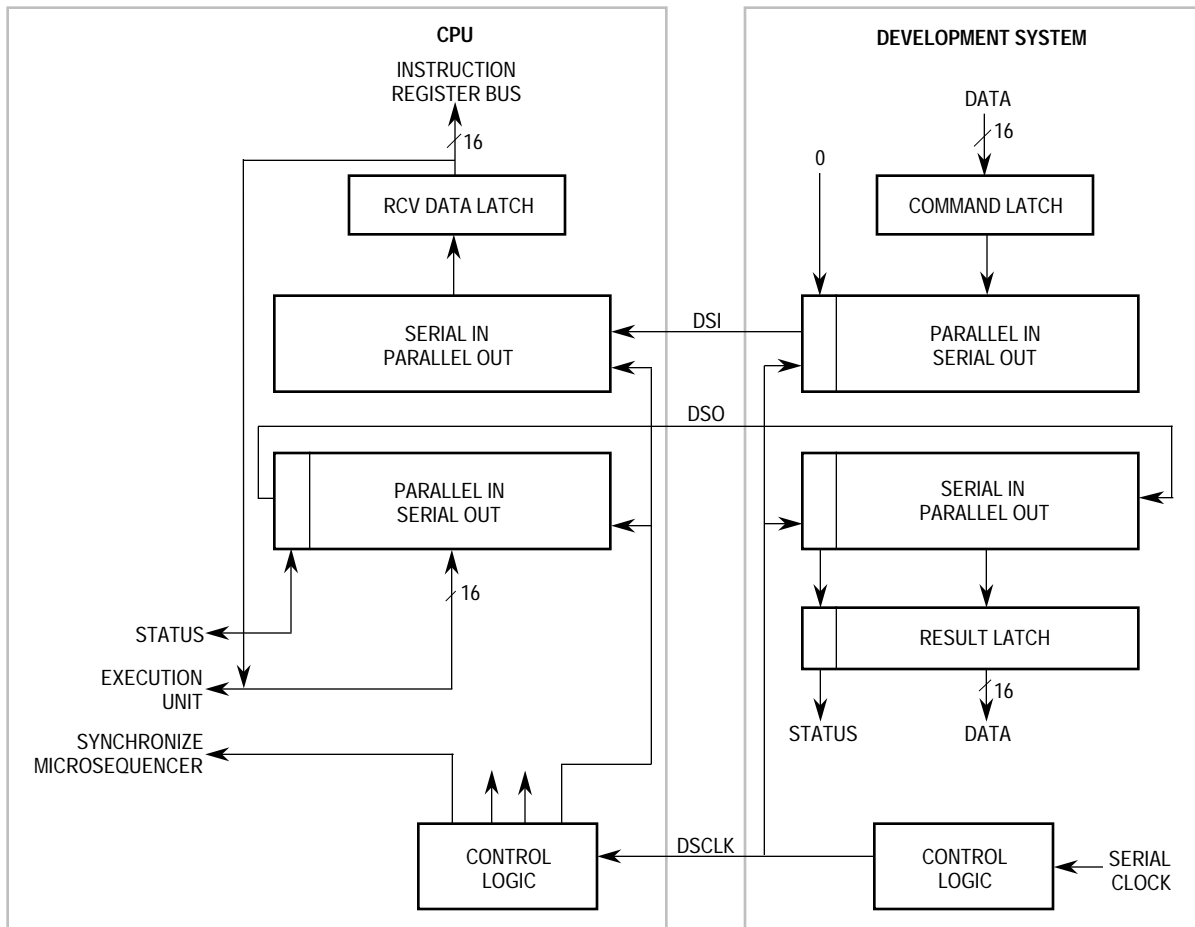 CPU
INSTRUCTION
REGISTER BUS
16
RCV DATA LATCH
SERIAL IN
PARALLEL OUT
PARALLEL IN
SERIAL OUT
16
STATUS
EXECUTION
UNIT
SYNCHRONIZE
MICROSEQUENCER
CONTROL
LOGIC
DSI
DSO
DSCLK
DEVELOPMENT SYSTEM
DATA
16
0
COMMAND LATCH
PARALLEL IN
SERIAL OUT
SERIAL IN
PARALLEL OUT
RESULT LATCH
16
STATUS
DATA
CONTROL
LOGIC
SERIAL
CLOCK